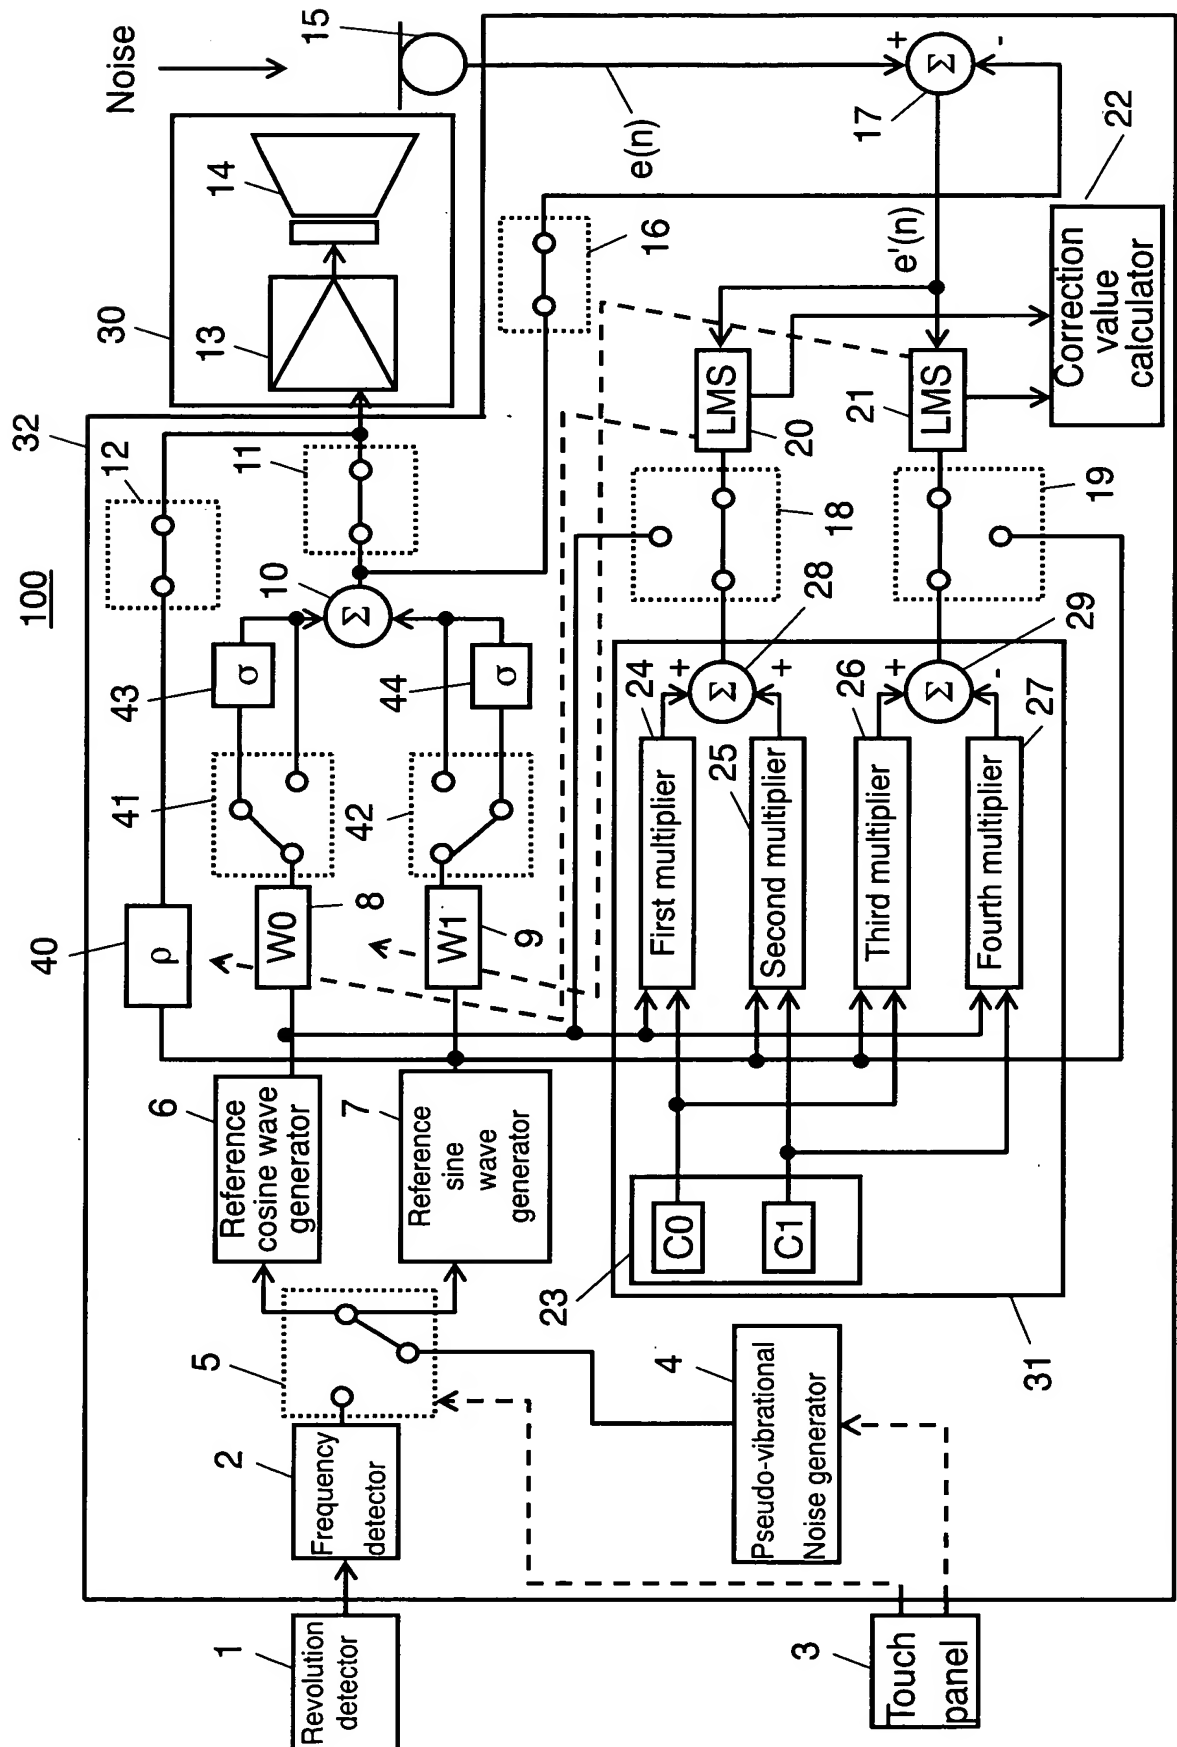 100
32
1
Revolution
detector
2
Frequency
detector
5
6
Reference
cosine wave
generator
7
Reference
sine
wave
generator
40
ρ
12
W0
8
W1
9
41
42
43
σ
44
σ
10
Σ
11
30
13
14
Noise
15
3
Touch
panel
4
Pseudo-vibrational
Noise generator
31
23
C0
C1
First multiplier
24
Second multiplier
25
Third multiplier
26
Fourth multiplier
27
+
Σ
+
28
+
Σ
-
29
18
19
LMS
20
LMS
21
16
e(n)
e'(n)
+
Σ
-
17
22
Correction
value
calculator